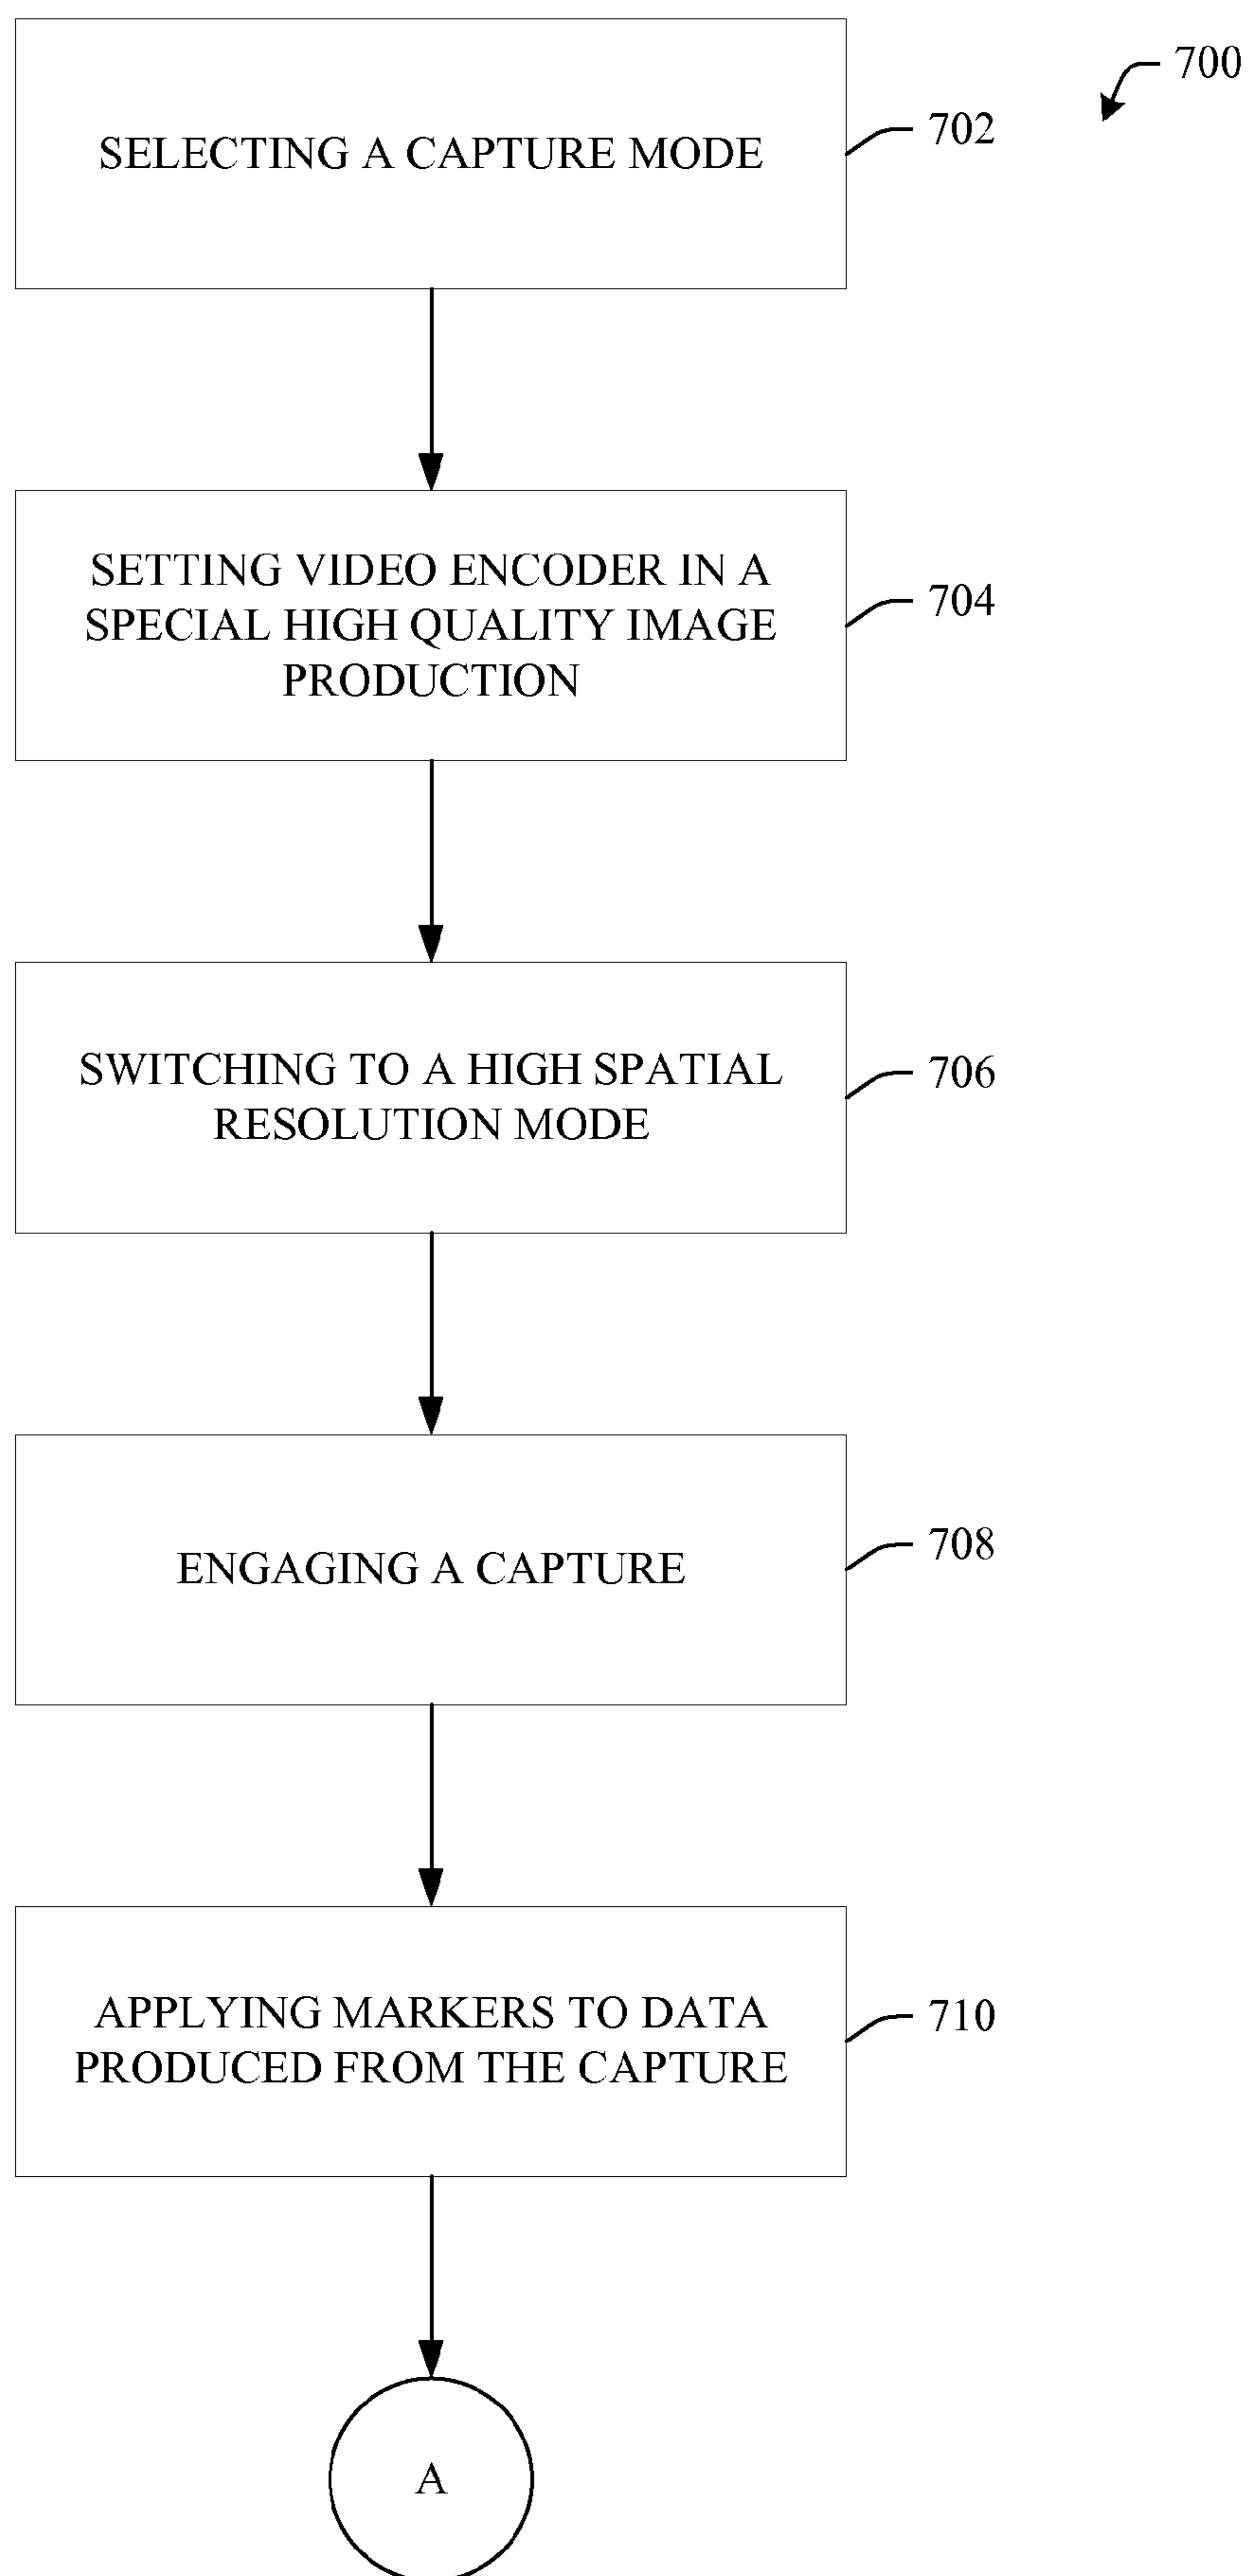 700
SELECTING A CAPTURE MODE
702
SETTING VIDEO ENCODER IN A
SPECIAL HIGH QUALITY IMAGE
PRODUCTION
704
SWITCHING TO A HIGH SPATIAL
RESOLUTION MODE
706
ENGAGING A CAPTURE
708
APPLYING MARKERS TO DATA
PRODUCED FROM THE CAPTURE
710
A